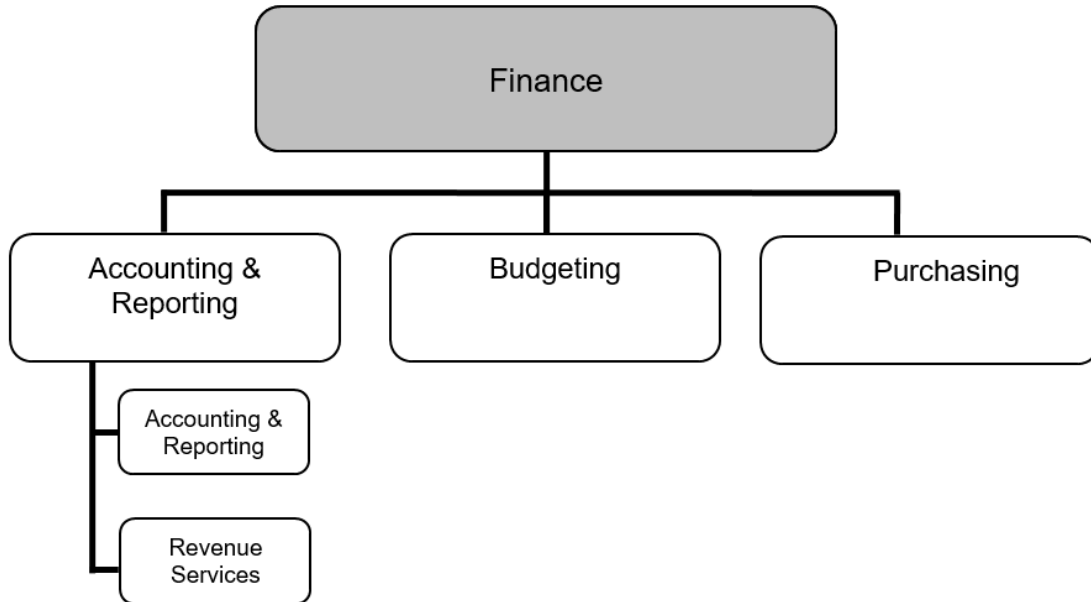 Finance
Accounting &
Reporting
Budgeting
Purchasing
Accounting &
Reporting
Revenue
Services